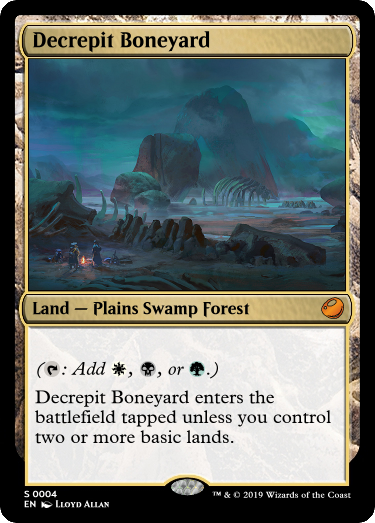 Decrepit Boneyard
Land — Plains Swamp Forest
(: Add , , or .)
Decrepit Boneyard enters the
battlefield tapped unless you control
two or more basic lands.
S 0004
EN Lloyd Allan
™ & © 2019 Wizards of the Coast